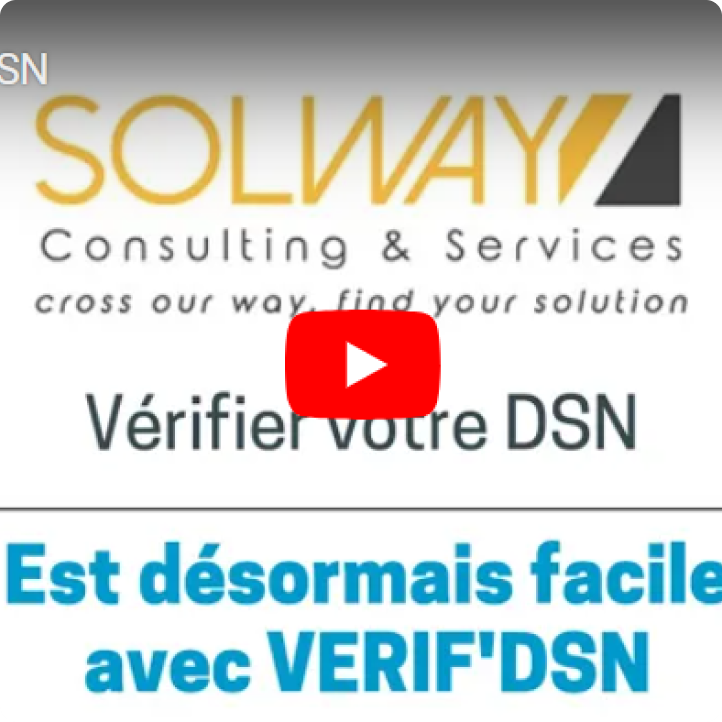 SN
SOLWAY
Consulting & Services
cross our way, find your solution
Vérifier votre DSN
Est désormais facile
avec VERIF'DSN